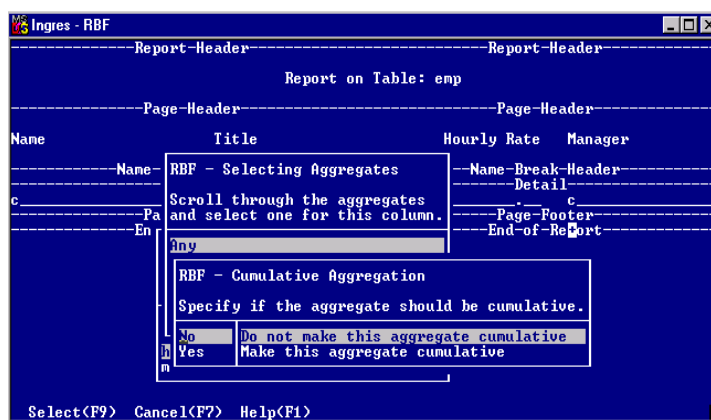 Ingres - RBF
Report-Header Report-Header
Report on Table: emp
Page-Header Page-Header
Name Title Hourly Rate Manager
Name- Name-Break-Header
RBF - Selecting Aggregates
Detail
Scroll through the aggregates
c c
and select one for this column.
Pa Page-Footer
En End-of-Report
Any
RBF - Cumulative Aggregation
Specify if the aggregate should be cumulative.
No Do not make this aggregate cumulative
Yes Make this aggregate cumulative
h
m
Select(F9) Cancel(F7) Help(F1)